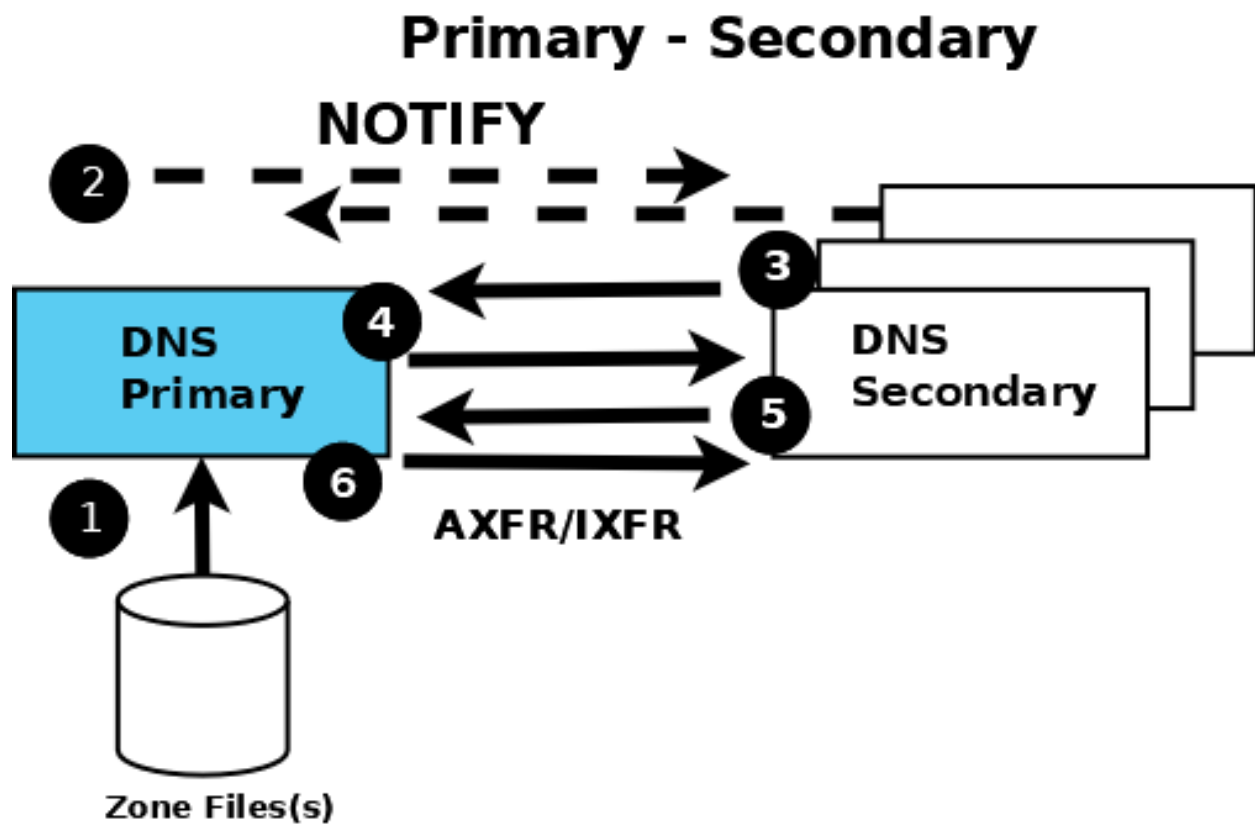 Primary - Secondary
NOTIFY
2
3
4
DNS
Primary
DNS
Secondary
5
6
1
AXFR/IXFR
Zone Files(s)